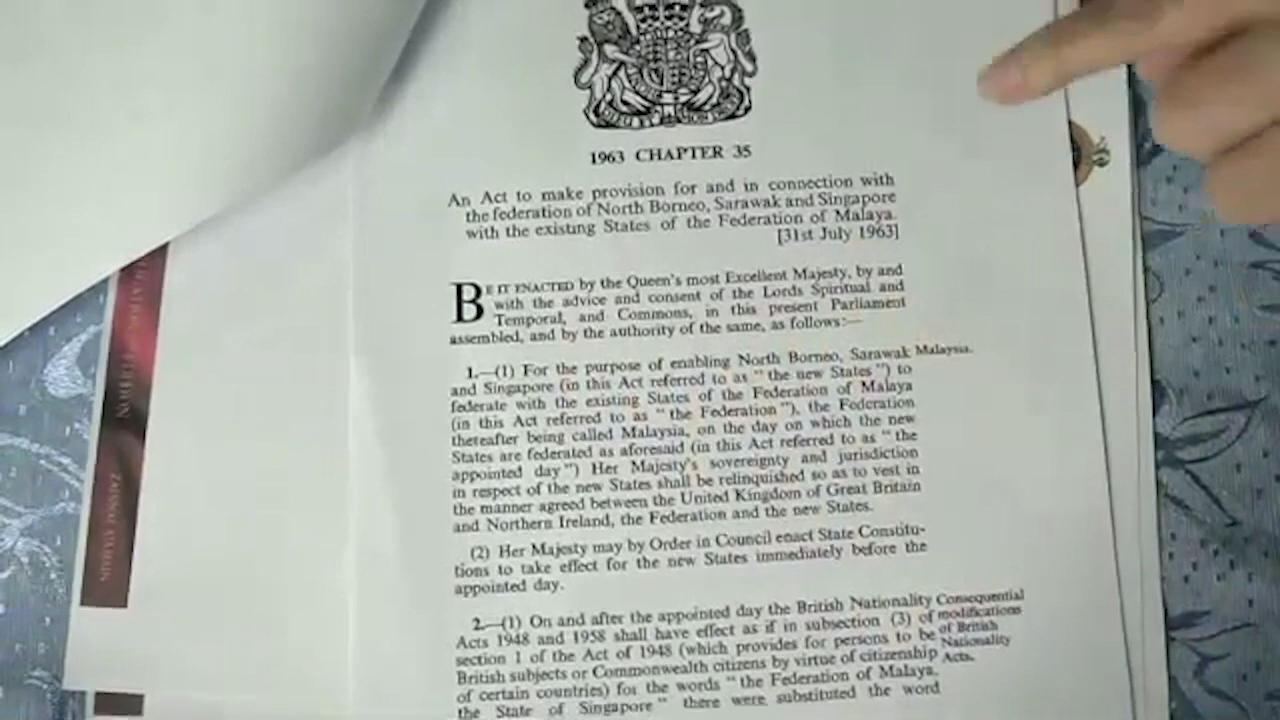 DIEU ET MON DROIT
1963 CHAPTER 35
An Act to make provision for and in connection with
the federation of North Borneo, Sarawak and Singapore
with the existing States of the Federation of Malaya.
[31st July 1963]
BE IT ENACTED by the Queen's most Excellent Majesty, by and
with the advice and consent of the Lords Spiritual and
Temporal, and Commons, in this present Parliament
assembled, and by the authority of the same, as follows:—
1.—(1) For the purpose of enabling North Borneo, Sarawak
and Singapore (in this Act referred to as " the new States ") to
federate with the existing States of the Federation of Malaya
(in this Act referred to as " the Federation "), the Federation
thereafter being called Malaysia, on the day on which the new
States are federated as aforesaid (in this Act referred to as " the
appointed day ") Her Majesty's sovereignty and jurisdiction
in respect of the new States shall be relinquished so as to vest in
the manner agreed between the United Kingdom of Great Britain
and Northern Ireland, the Federation and the new States.
Malaysia.
(2) Her Majesty may by Order in Council enact State Constitu-
tions to take effect for the new States immediately before the
appointed day.
2.—(1) On and after the appointed day the British Nationality
Acts 1948 and 1958 shall have effect as if in subsection (3) of
section 1 of the Act of 1948 (which provides for persons to be
British subjects or Commonwealth citizens by virtue of citizenship
of certain countries) for the words " the Federation of Malaya,
the State of Singapore " there were substituted the word
Consequential
modifications
of British
Nationality
Acts.